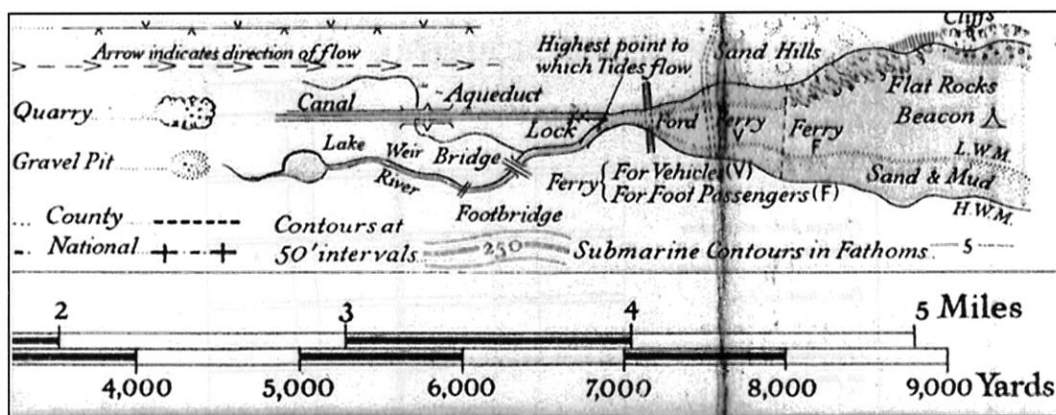 Cliffs
Arrow indicates direction of flow
Highest point to
which Tides flow
Sand Hills
Flat Rocks
Quarry
Canal
Aqueduct
Lock
Ford
Ferry
V
Ferry
F
Beacon
Gravel Pit
Lake
Weir
River
Bridge
Ferry { For Vehicles (V)
For Foot Passengers (F)
L.W.M.
Sand & Mud
H.W.M.
Footbridge
County
National
Contours at
50' intervals
250
Submarine Contours in Fathoms
5
2 3 4 5 Miles
4,000 5,000 6,000 7,000 8,000 9,000 Yards